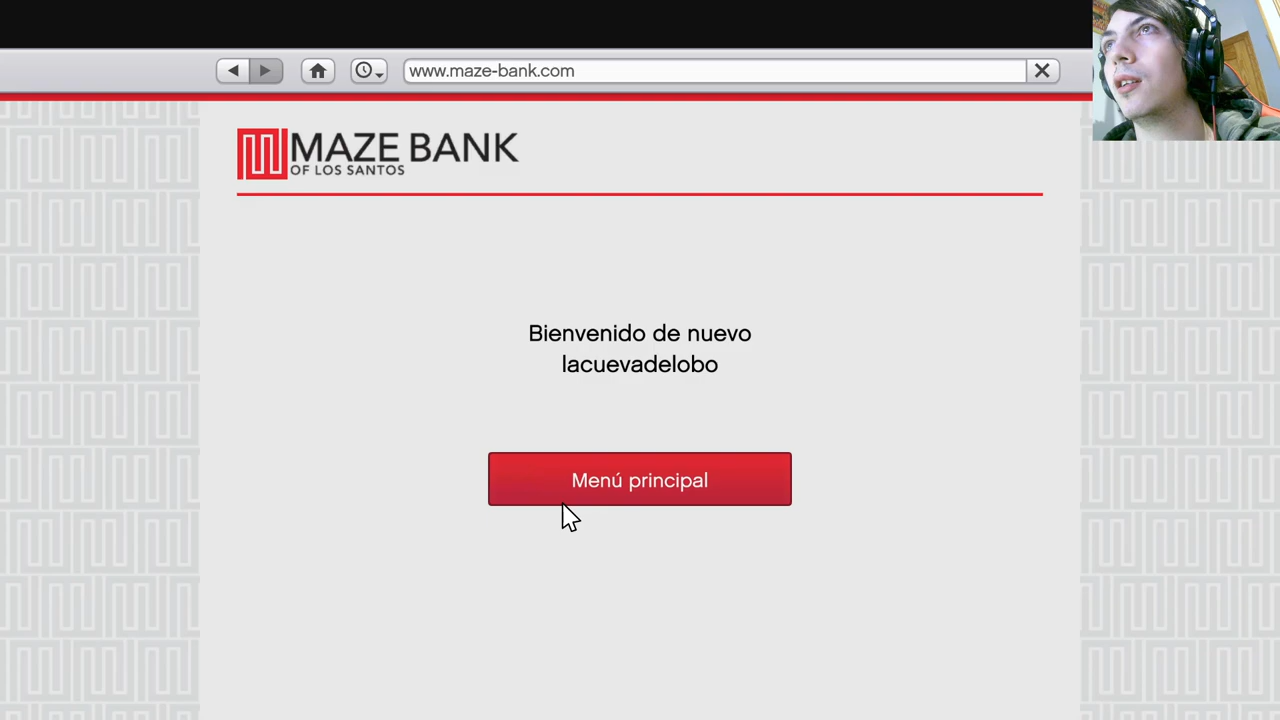 www.maze-bank.com
MAZE BANK
OF LOS SANTOS
Bienvenido de nuevo
lacuevadelobo
Menú principal